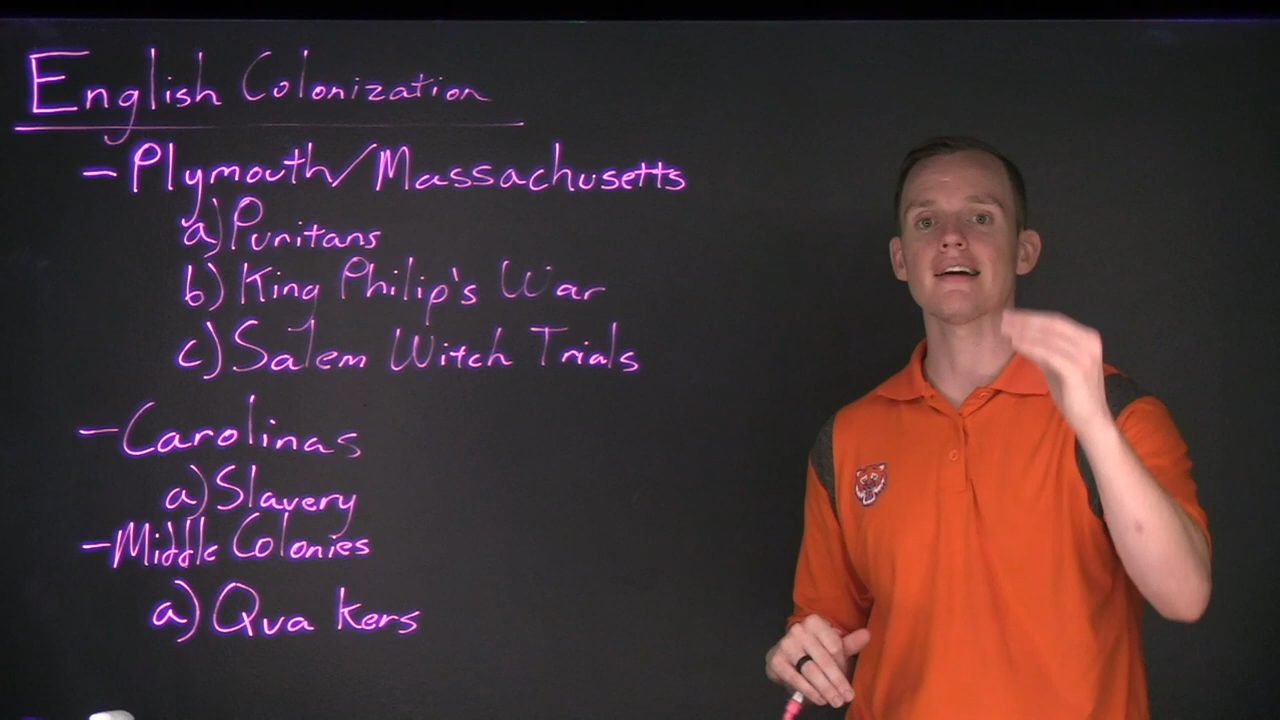 English Colonization
- Plymouth/Massachusetts
a) Puritans
b) King Philip's War
c) Salem Witch Trials
- Carolinas
a) Slavery
- Middle Colonies
a) Quakers